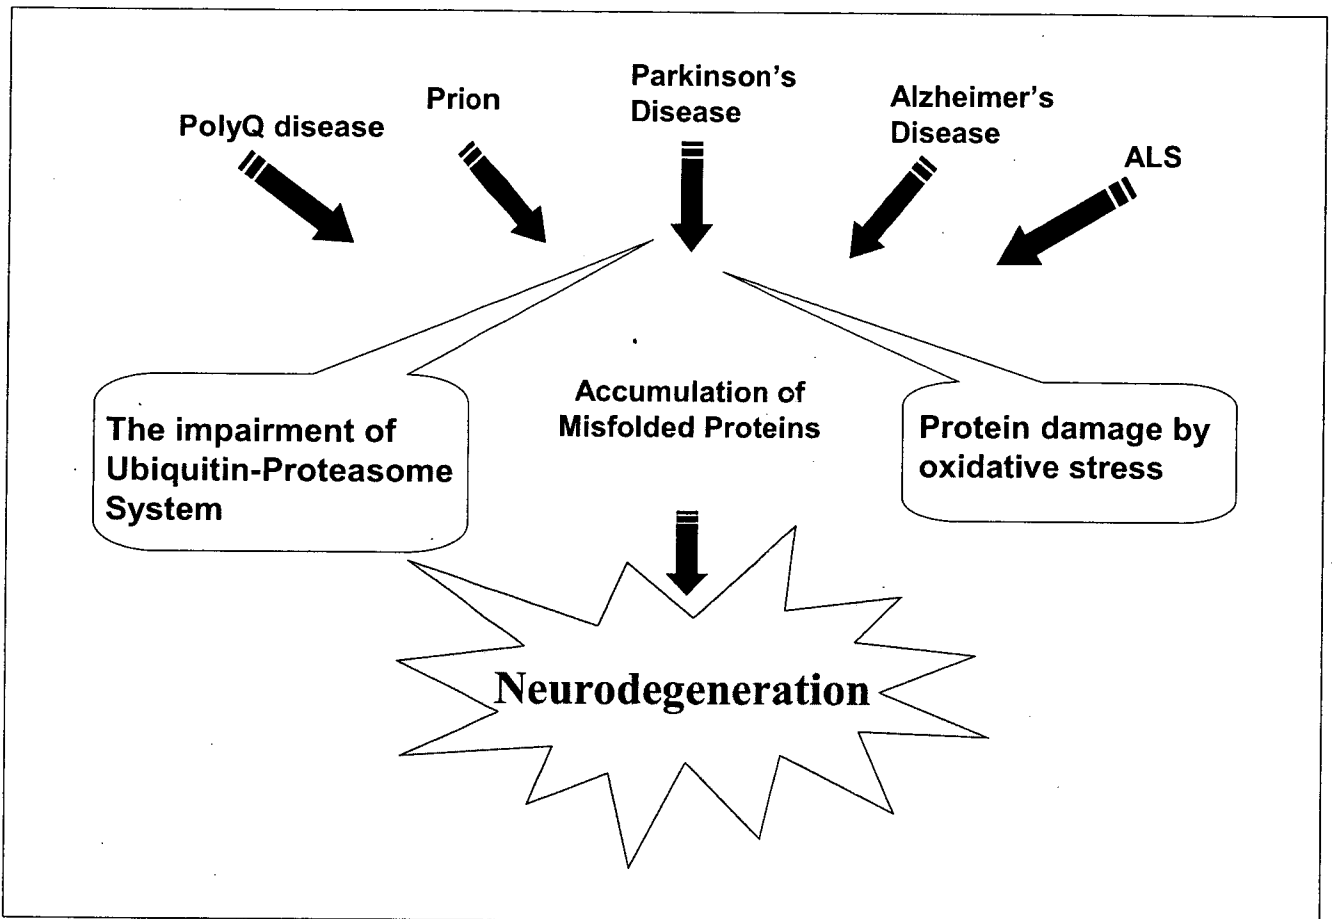 PolyQ disease
Prion
Parkinson's
Disease
Alzheimer's
Disease
ALS
The impairment of
Ubiquitin-Proteasome
System
Accumulation of
Misfolded Proteins
Protein damage by
oxidative stress
Neurodegeneration